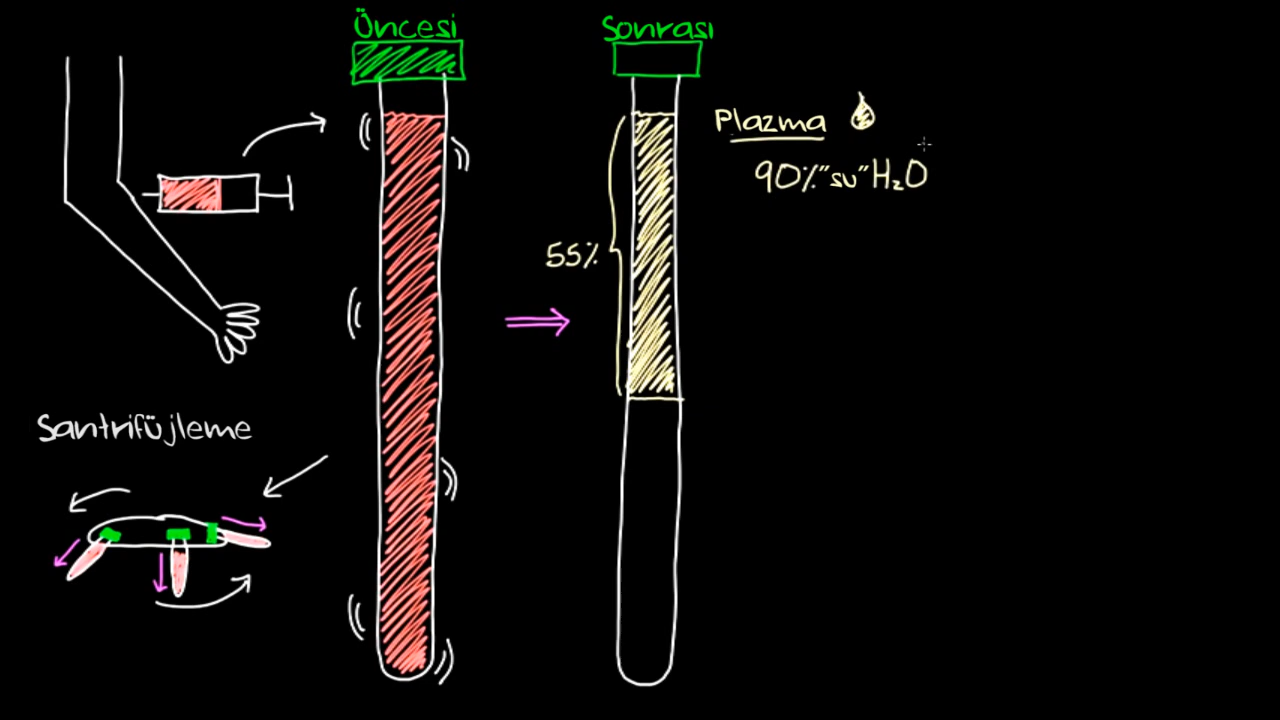 Öncesi
Sonrası
Plazma
90%"su"H₂O
55%
Santrifüjleme